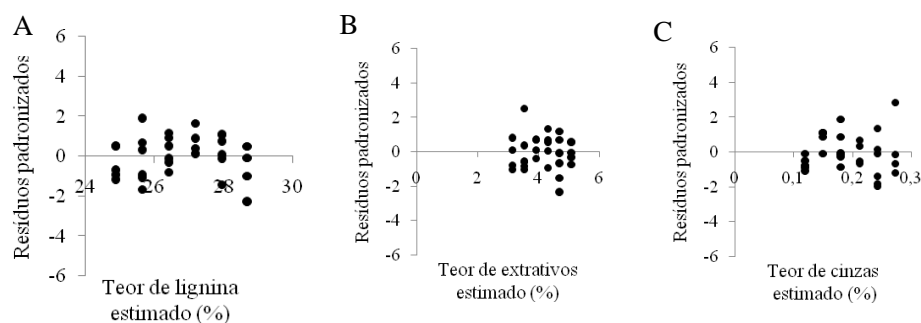 A
Resíduos padronizados
6
4
2
0
-2
-4
-6
24
26
28
30
Teor de lignina
estimado (%)
B
Resíduos padronizados
6
4
2
0
-2
-4
-6
0
2
4
6
Teor de extrativos
estimado (%)
C
Resíduos padronizados
6
4
2
0
-2
-4
-6
0
0,1
0,2
0,3
Teor de cinzas
estimado (%)